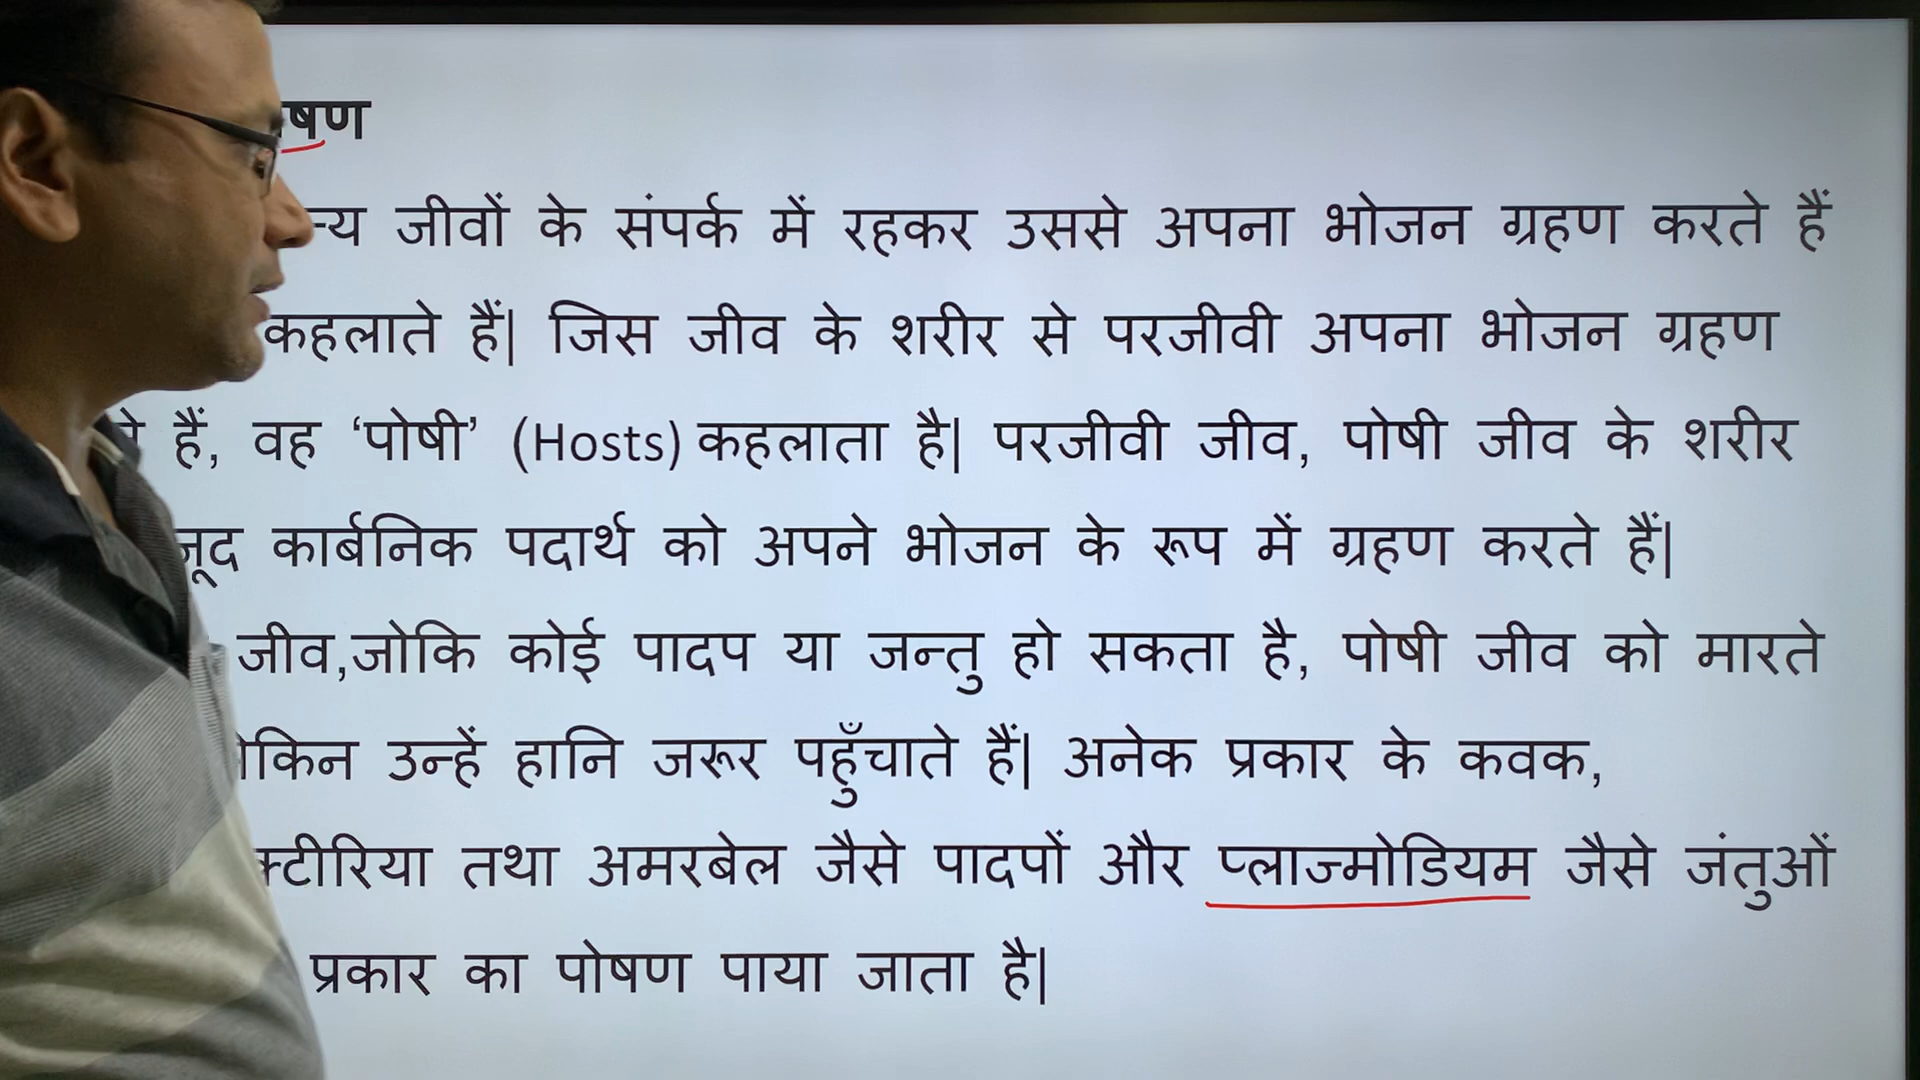 जीवों के संपर्क में रहकर उससे अपना भोजन ग्रहण करते हैं
कहलाते हैं| जिस जीव के शरीर से परजीवी अपना भोजन ग्रहण
हैं, वह ‘पोषी’ (Hosts) कहलाता है| परजीवी जीव, पोषी जीव के शरीर
कार्बनिक पदार्थ को अपने भोजन के रूप में ग्रहण करते हैं|
जीव,जोकि कोई पादप या जन्तु हो सकता है, पोषी जीव को मारते
उन्हें हानि जरूर पहुँचाते हैं| अनेक प्रकार के कवक,
तथा अमरबेल जैसे पादपों और प्लाज्मोडियम जैसे जंतुओं
प्रकार का पोषण पाया जाता है|